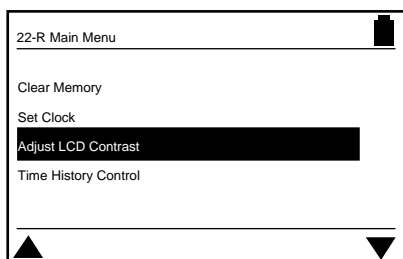 22-R Main Menu
Clear Memory
Set Clock
Adjust LCD Contrast
Time History Control